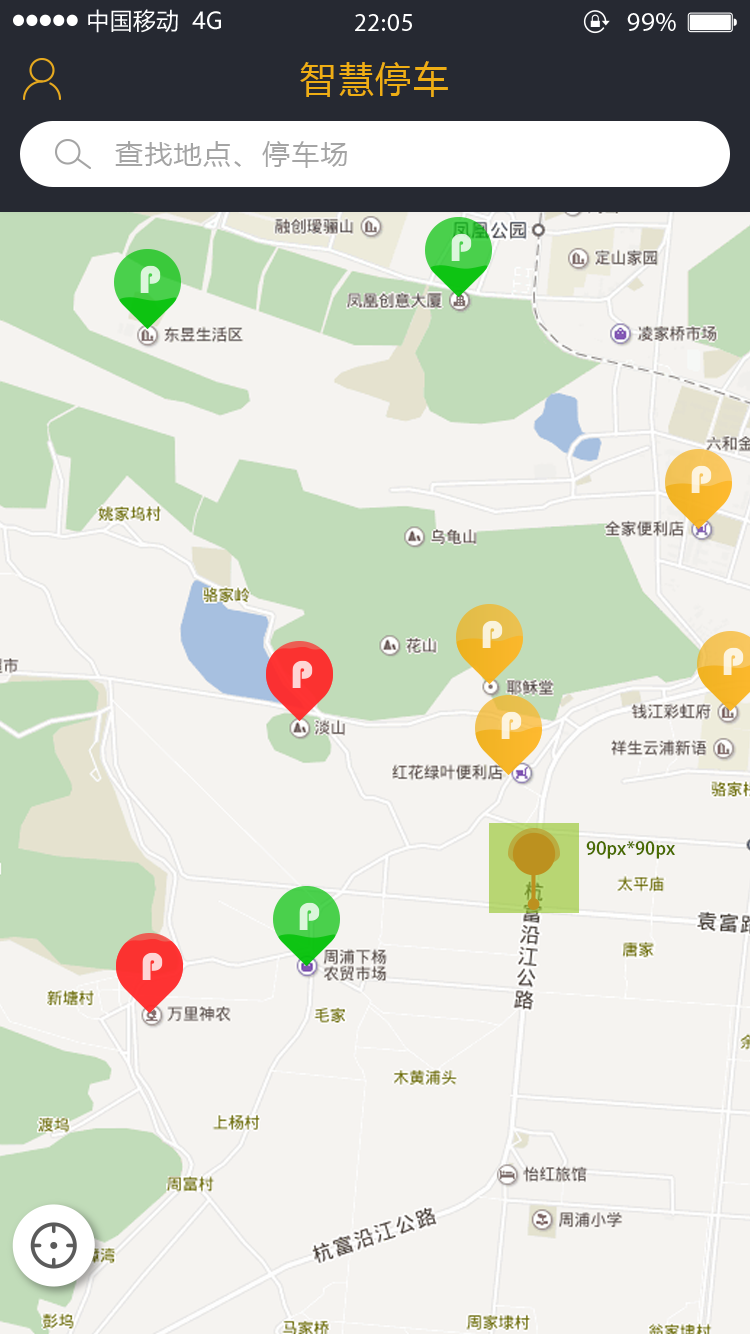 中国移动 4G 22:05 99%
智慧停车
查找地点、停车场
融创瑷骊山
凤凰公园
定山家园
P
P
凤凰创意大厦
东昱生活区
凌家桥市场
六和金
P
姚家坞村
全家便利店
乌龟山
骆家岭
P
花山
P
P
市
耶稣堂
钱江彩虹府
淡山
P
祥生云浦新语
红花绿叶便利店
骆家村
90px*90px
太平庙
杭富沿江公路
P
袁富路
唐家
周浦下杨
农贸市场
P
新塘村
万里神农
毛家
木黄浦头
渡坞
上杨村
怡红旅馆
周富村
周浦小学
杭富沿江公路
湾
彭坞
马家桥
周家埭村
翁家埭村